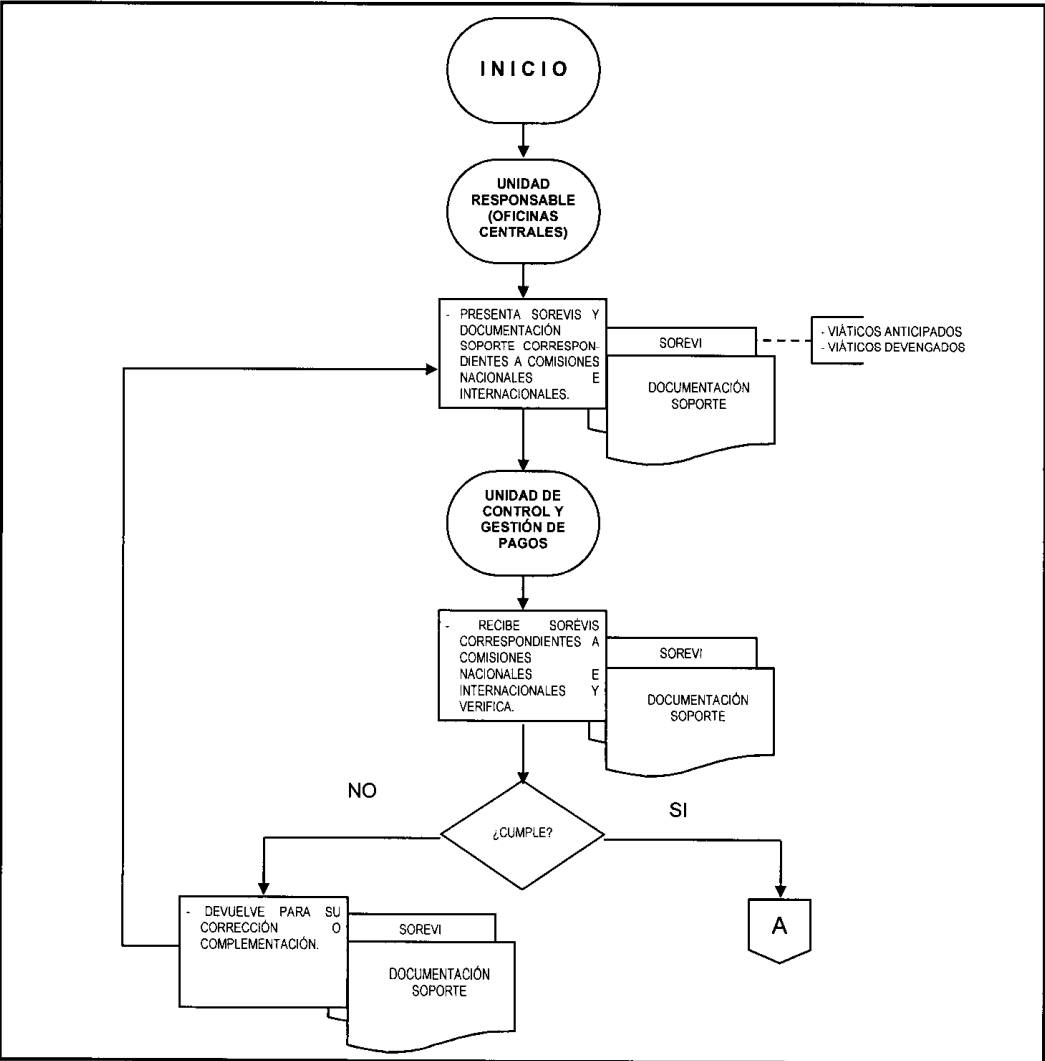 INICIO
UNIDAD
RESPONSABLE
(OFICINAS
CENTRALES)
- PRESENTA SOREVIS Y
DOCUMENTACIÓN
SOPORTE CORRESPON-
DIENTES A COMISIONES
NACIONALES E
INTERNACIONALES.
SOREVI
DOCUMENTACIÓN
SOPORTE
- VIÁTICOS ANTICIPADOS
- VIÁTICOS DEVENGADOS
UNIDAD DE
CONTROL Y
GESTIÓN DE
PAGOS
- RECIBE SORÉVIS
CORRESPONDIENTES A
COMISIONES
NACIONALES E
INTERNACIONALES Y
VERIFICA.
SOREVI
DOCUMENTACIÓN
SOPORTE
¿CUMPLE?
NO
SI
- DEVUELVE PARA SU
CORRECCIÓN O
COMPLEMENTACIÓN.
SOREVI
DOCUMENTACIÓN
SOPORTE
A